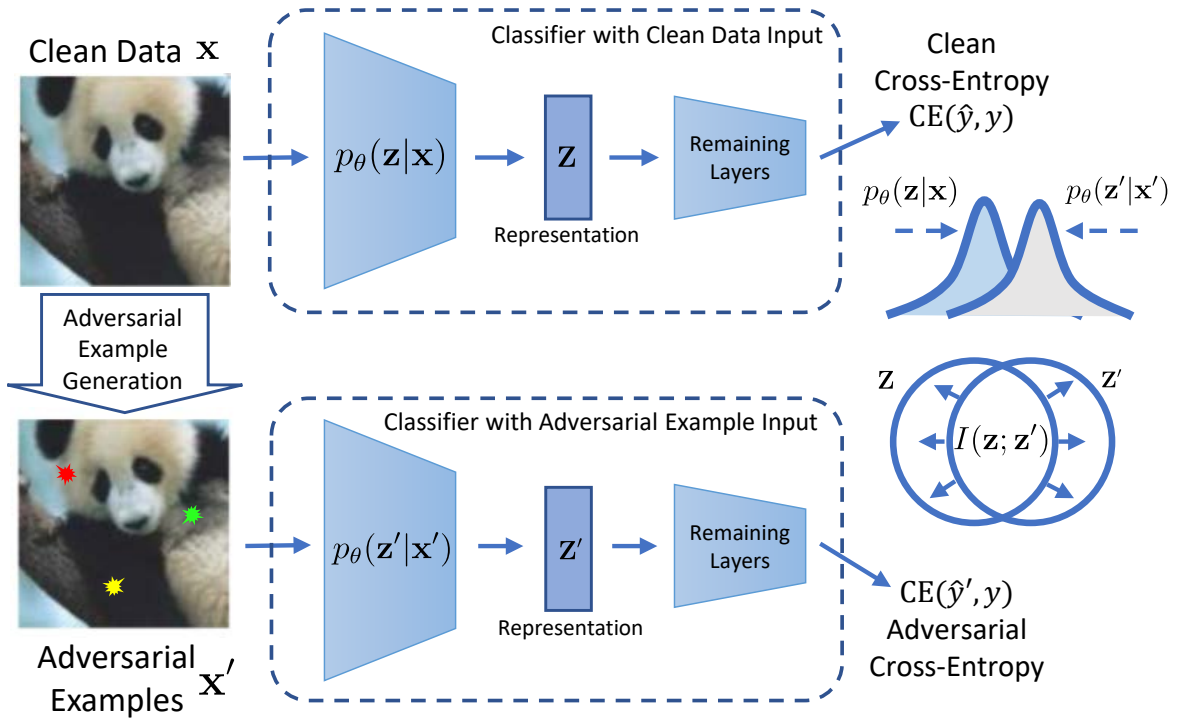 Clean Data 𝐱
Classifier with Clean Data Input
p_θ(𝐳|𝐱)
𝐳
Representation
Remaining
Layers
Clean
Cross-Entropy
CE(ŷ, y)
p_θ(𝐳|𝐱)
p_θ(𝐳′|𝐱′)
Adversarial
Example
Generation
𝐳
𝐳′
I(𝐳; 𝐳′)
Classifier with Adversarial Example Input
p_θ(𝐳′|𝐱′)
𝐳′
Representation
Remaining
Layers
CE(ŷ′, y)
Adversarial
Cross-Entropy
Adversarial
Examples 𝐱′